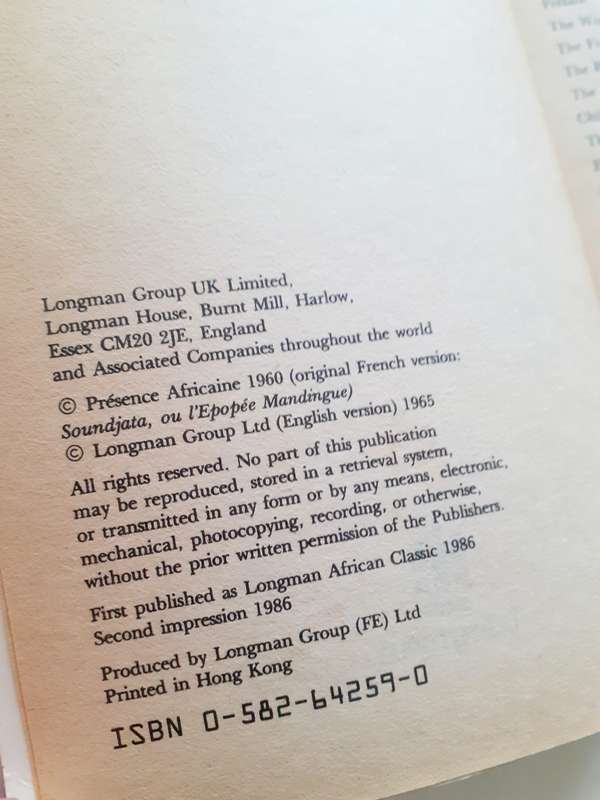 Longman Group UK Limited,
Longman House, Burnt Mill, Harlow,
Essex CM20 2JE, England
and Associated Companies throughout the world
© Présence Africaine 1960 (original French version:
Soundjata, ou l'Epopée Mandingue)
© Longman Group Ltd (English version) 1965
All rights reserved. No part of this publication
may be reproduced, stored in a retrieval system,
or transmitted in any form or by any means, electronic,
mechanical, photocopying, recording, or otherwise,
without the prior written permission of the Publishers.
First published as Longman African Classic 1986
Second impression 1986
Produced by Longman Group (FE) Ltd
Printed in Hong Kong
ISBN 0-582-64259-0
The
The
The
The